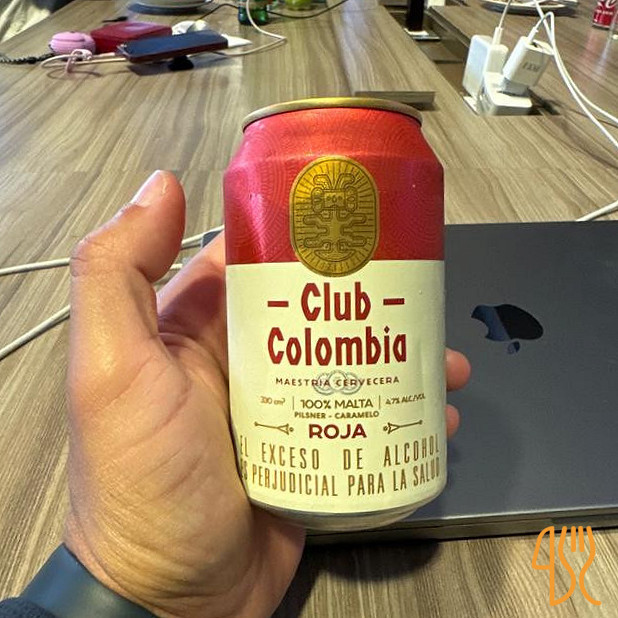 Club
Colombia
MAESTRÍA CERVECERA
330 cm³ | 100% MALTA | 4.7% ALC./VOL.
PILSNER - CARAMELO
ROJA
EL EXCESO DE ALCOHOL
ES PERJUDICIAL PARA LA SALUD